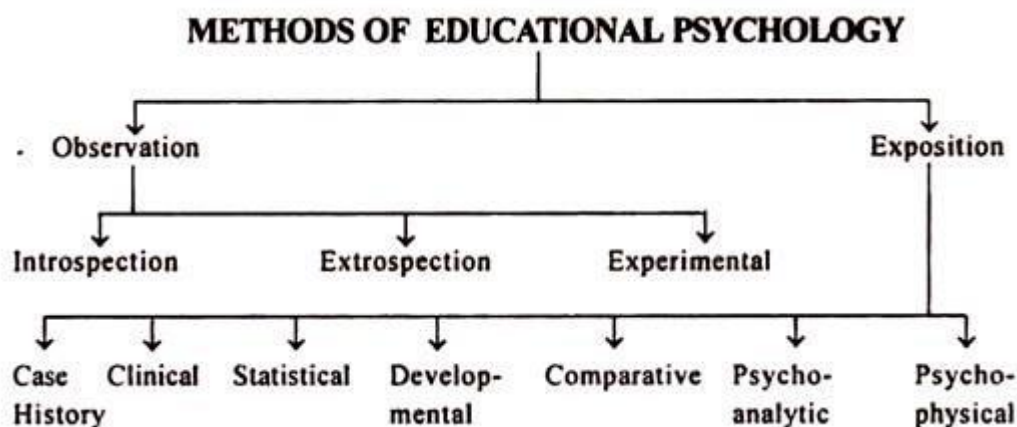 METHODS OF EDUCATIONAL PSYCHOLOGY
Observation Exposition
Introspection Extrospection Experimental
Case Clinical Statistical Develop- Comparative Psycho- Psycho-
History mental analytic physical